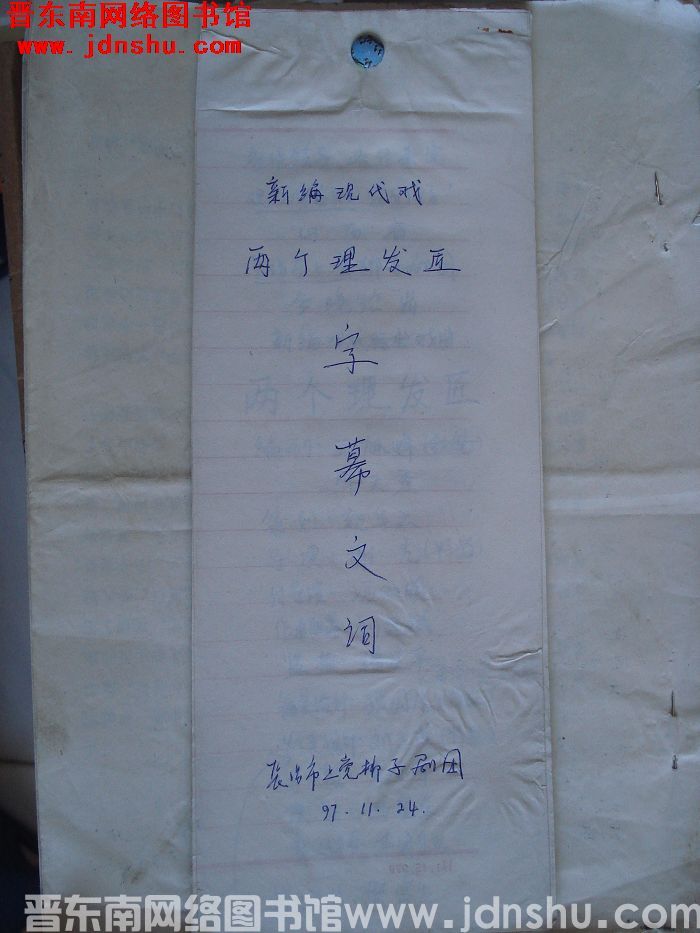 晋东南网络图书馆
www.jdnshu.com
新编现代戏
两个理发匠
字
幕
文
词
长治市上党梆子剧团
97.11.24.
晋东南网络图书馆www.jdnshu.com